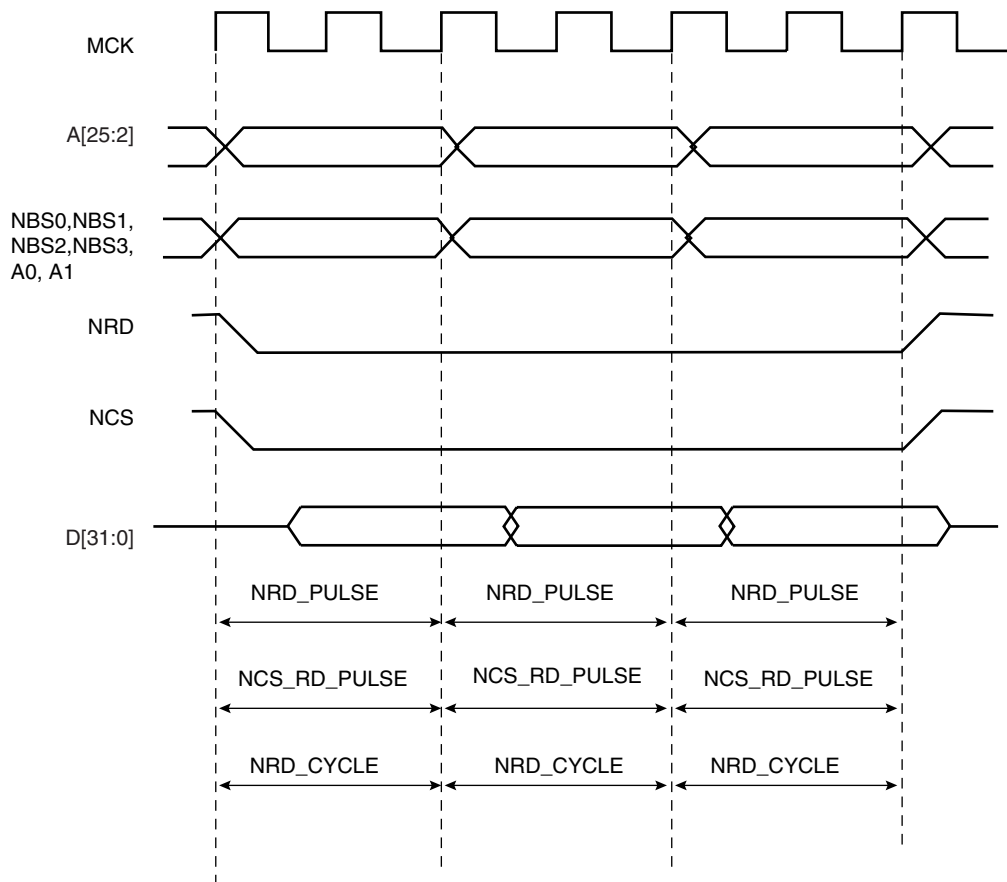 MCK
A[25:2]
NBS0,NBS1,
NBS2,NBS3,
A0, A1
NRD
NCS
D[31:0]
NRD_PULSE NRD_PULSE NRD_PULSE
NCS_RD_PULSE NCS_RD_PULSE NCS_RD_PULSE
NRD_CYCLE NRD_CYCLE NRD_CYCLE